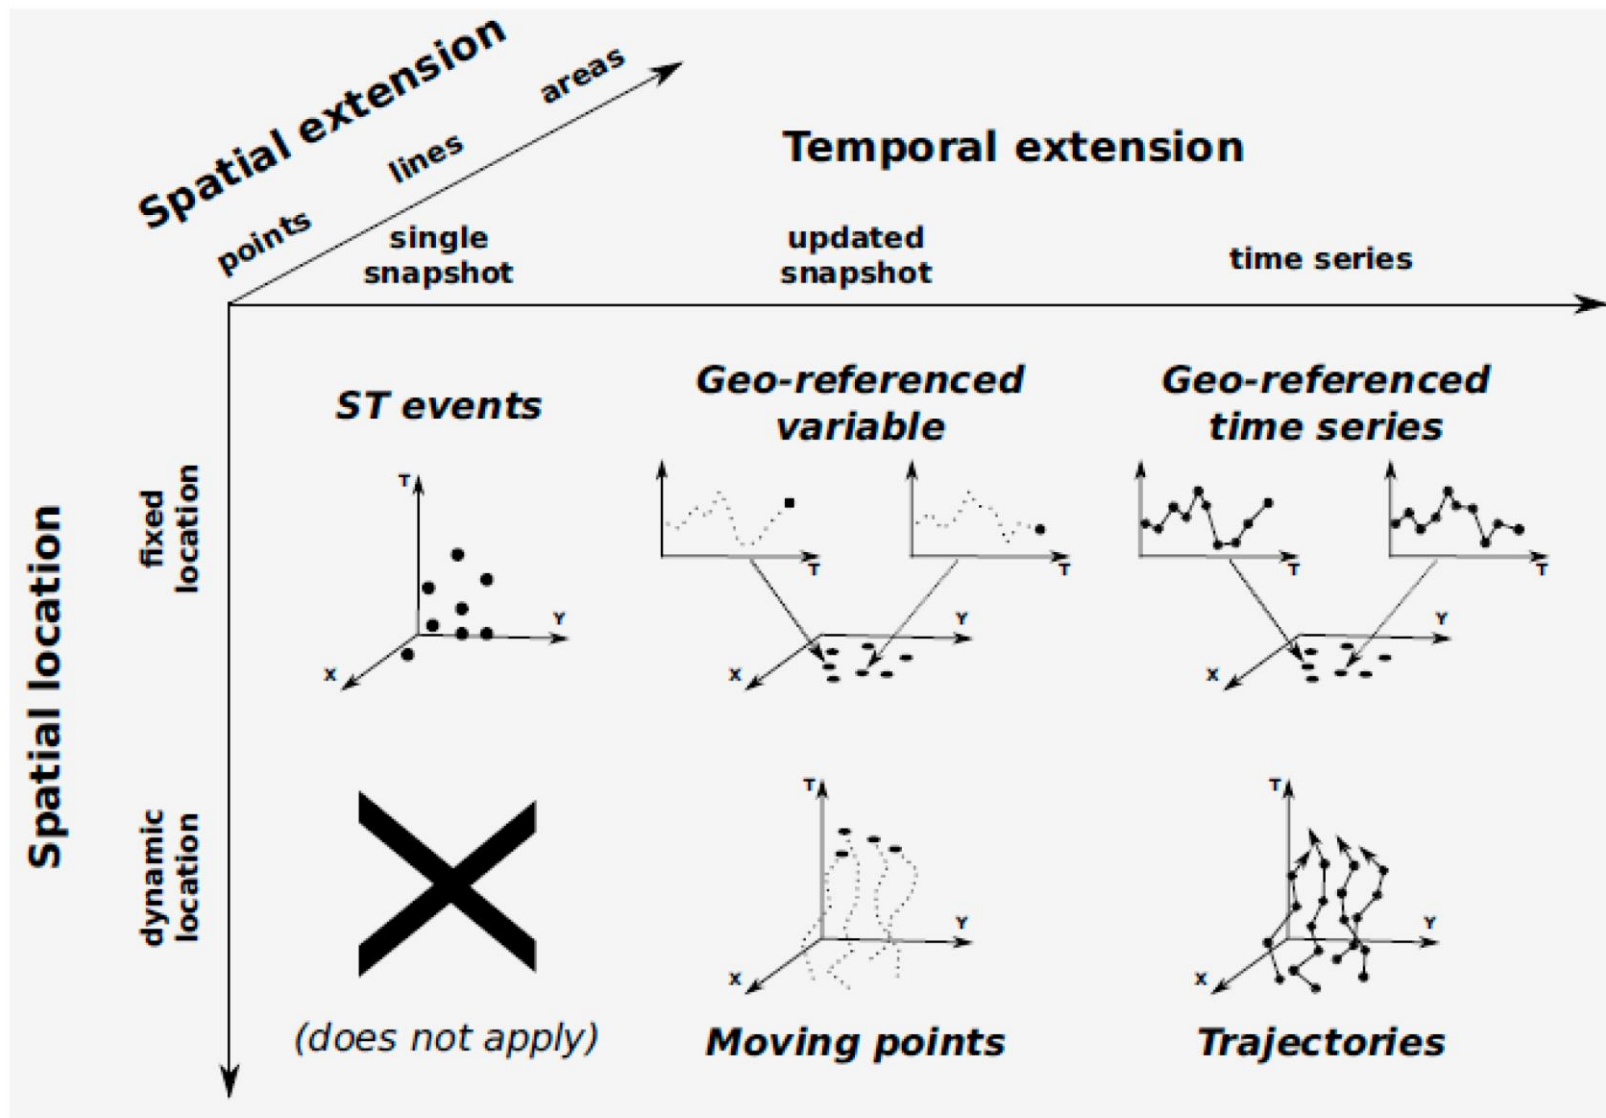 Spatial extension
points
lines
areas
Temporal extension
single
snapshot
updated
snapshot
time series
Spatial location
fixed
location
ST events
T
Y
X
Geo-referenced
variable
T
T
Y
X
Geo-referenced
time series
T
T
Y
X
dynamic
location
(does not apply)
T
Y
X
Moving points
T
Y
X
Trajectories